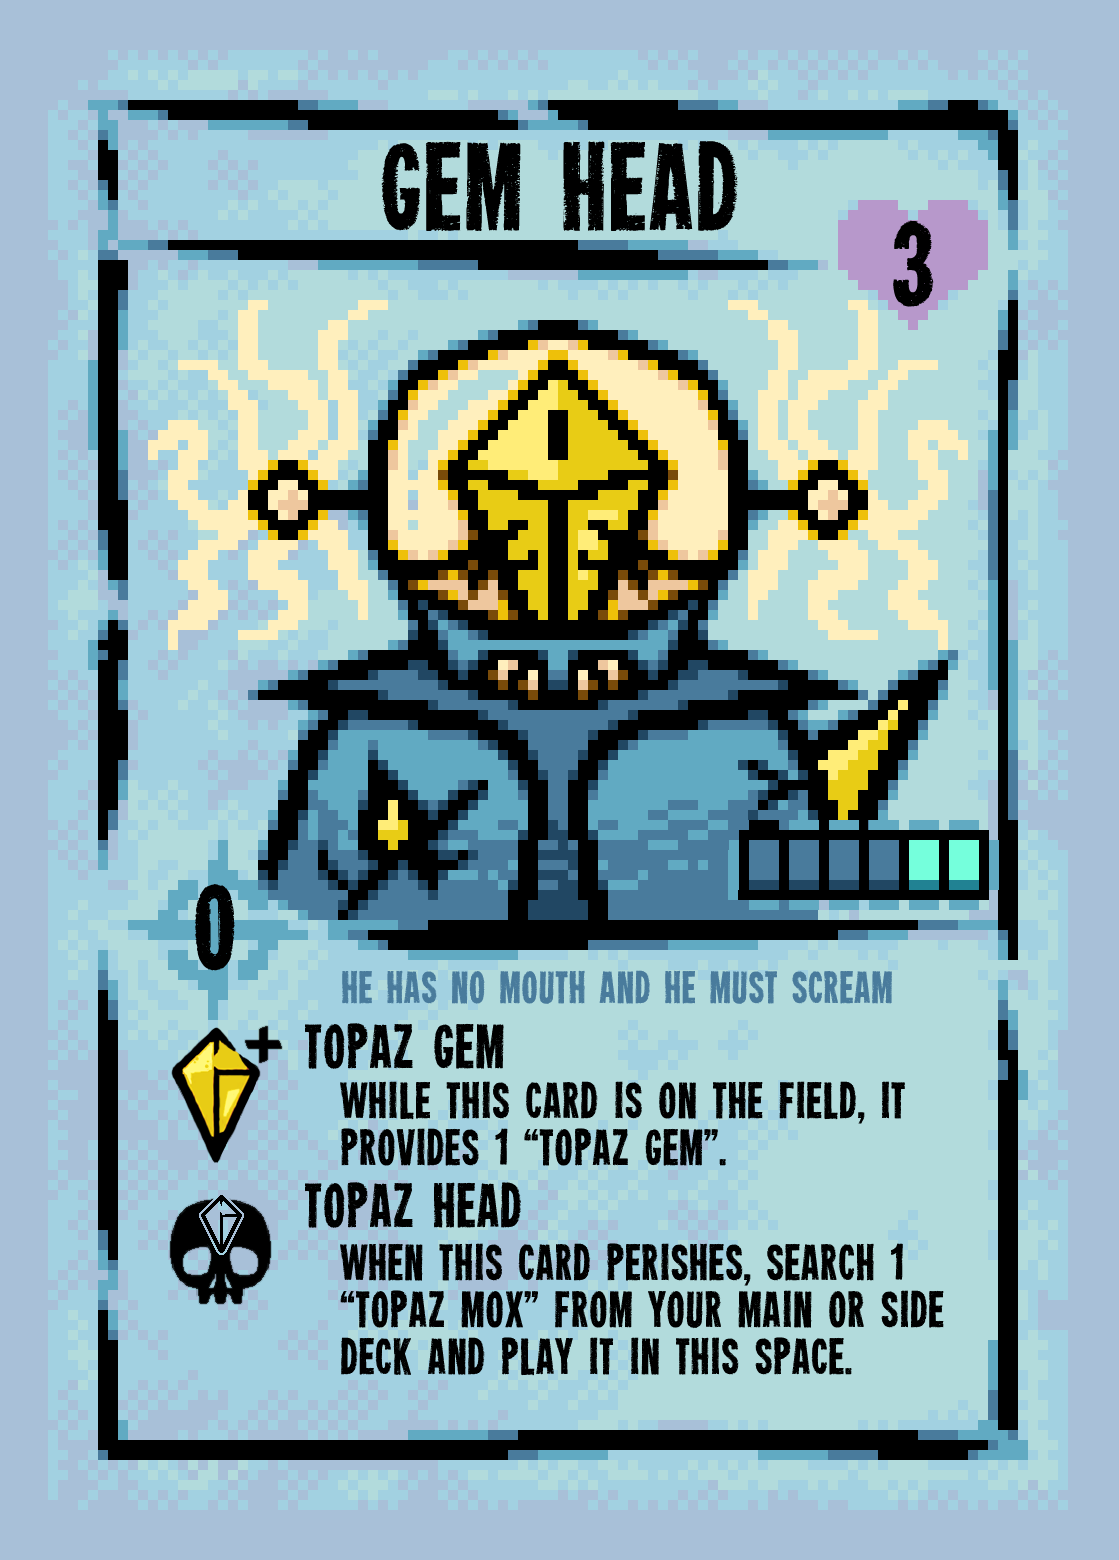 GEM HEAD
3
0
HE HAS NO MOUTH AND HE MUST SCREAM
+
TOPAZ GEM
WHILE THIS CARD IS ON THE FIELD, IT
PROVIDES 1 “TOPAZ GEM”.
TOPAZ HEAD
WHEN THIS CARD PERISHES, SEARCH 1
“TOPAZ MOX” FROM YOUR MAIN OR SIDE
DECK AND PLAY IT IN THIS SPACE.